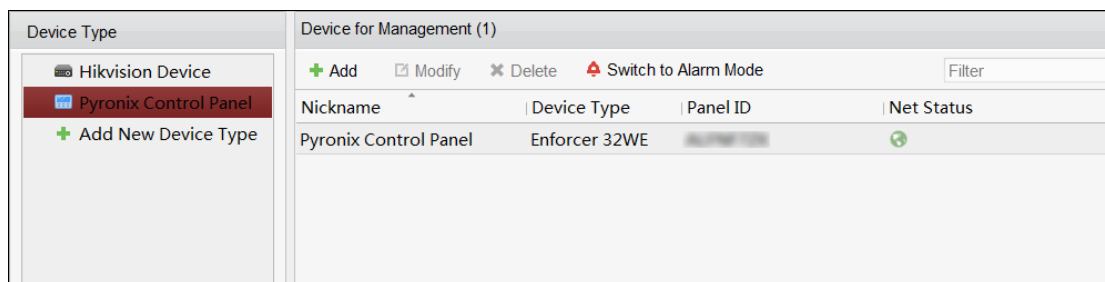 Device Type
Hikvision Device
Pyronix Control Panel
Add New Device Type
Device for Management (1)
Add Modify Delete Switch to Alarm Mode Filter
Nickname Device Type Panel ID Net Status
Pyronix Control Panel Enforcer 32WE